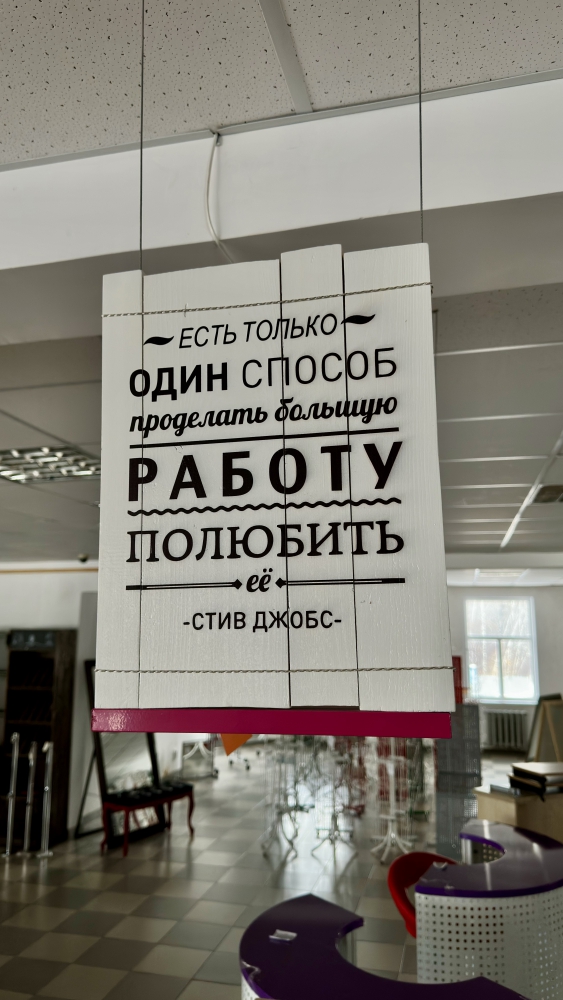 ЕСТЬ ТОЛЬКО
ОДИН СПОСОБ
проделать большую
РАБОТУ
ПОЛЮБИТЬ
её
-СТИВ ДЖОБС-